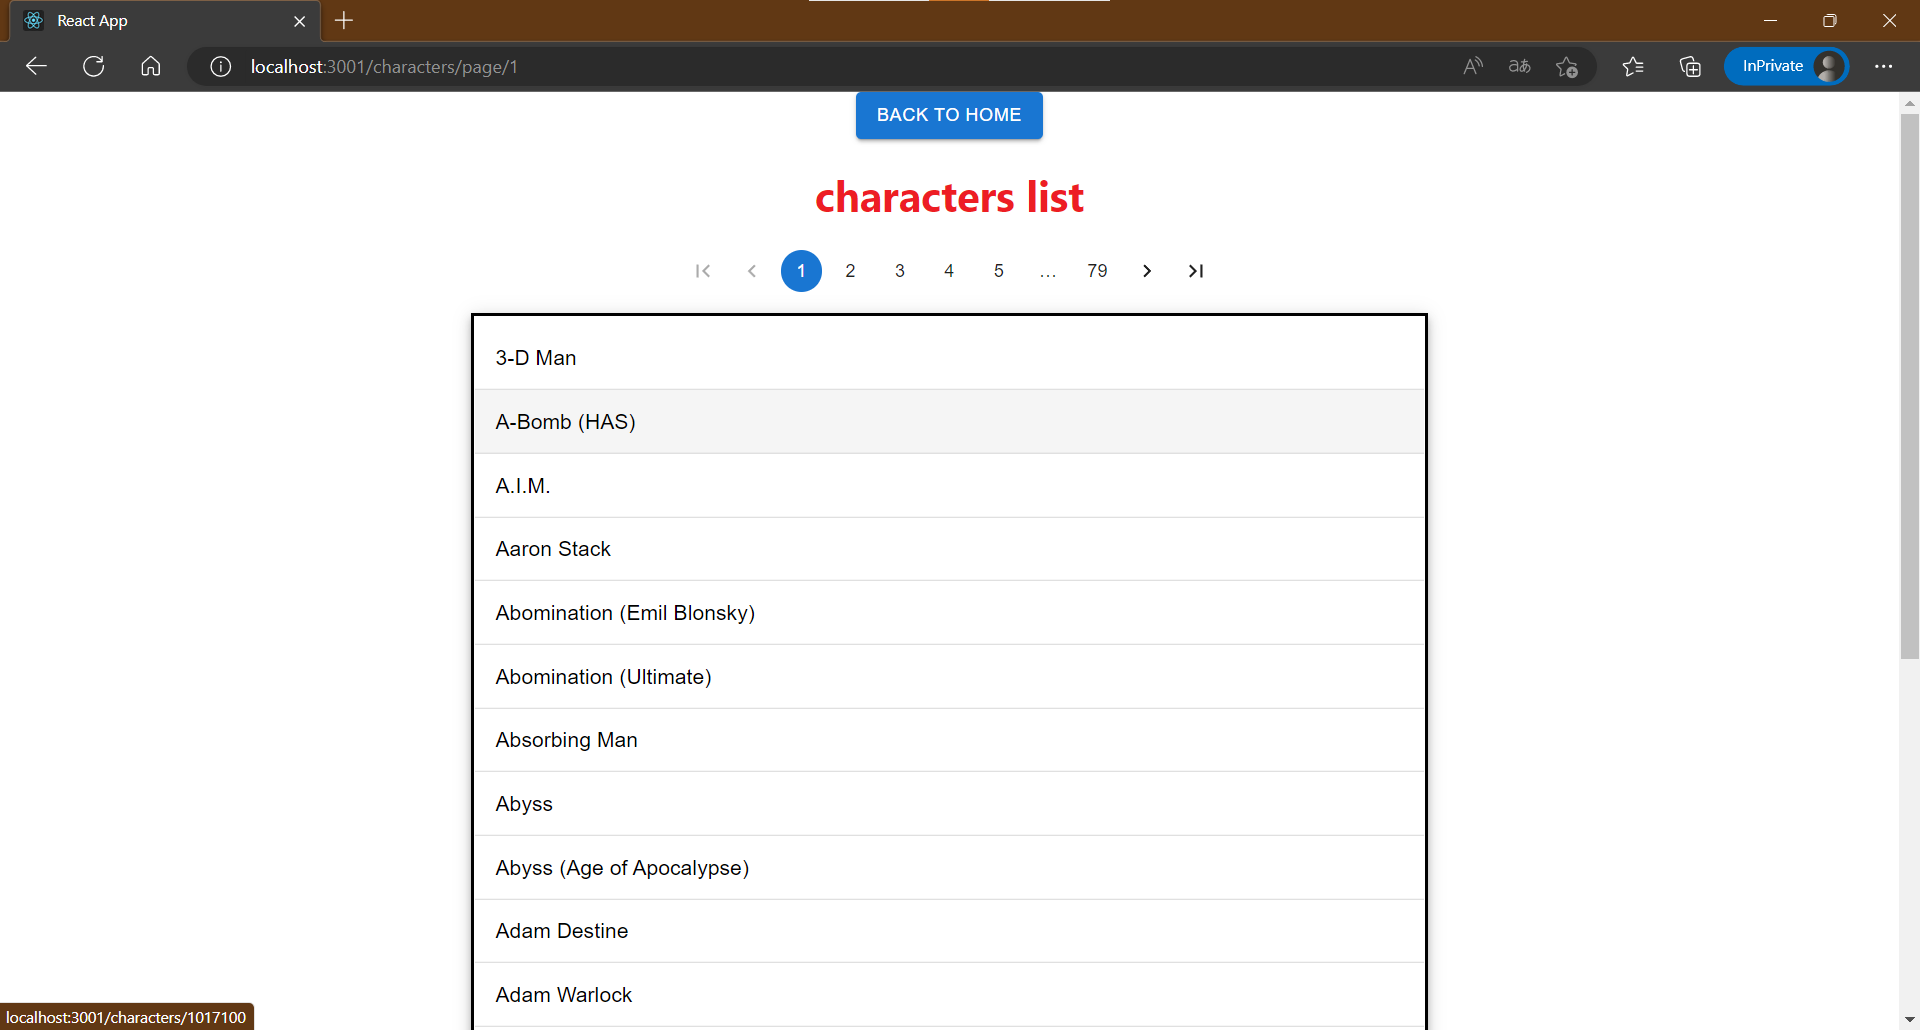 React App
localhost:3001/characters/page/1
InPrivate
BACK TO HOME
characters list
1 2 3 4 5 ... 79
3-D Man
A-Bomb (HAS)
A.I.M.
Aaron Stack
Abomination (Emil Blonsky)
Abomination (Ultimate)
Absorbing Man
Abyss
Abyss (Age of Apocalypse)
Adam Destine
Adam Warlock
localhost:3001/characters/1017100